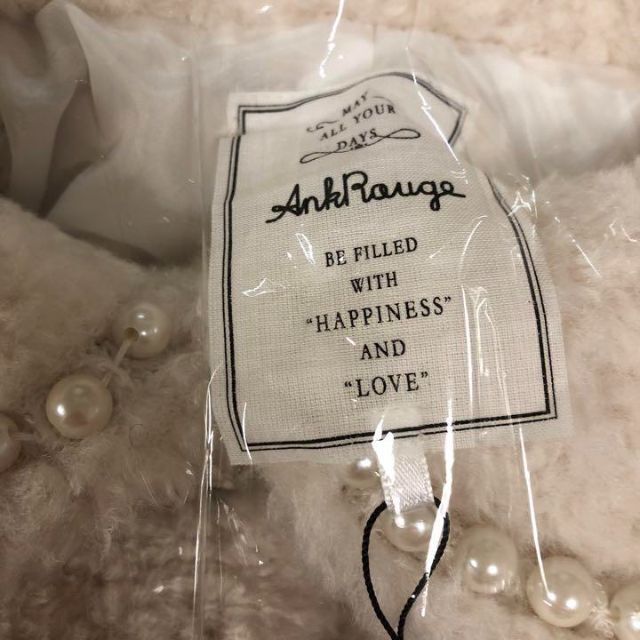 MAY
ALL YOUR
DAYS
AnkRouge
BE FILLED
WITH
"HAPPINESS"
AND
"LOVE"